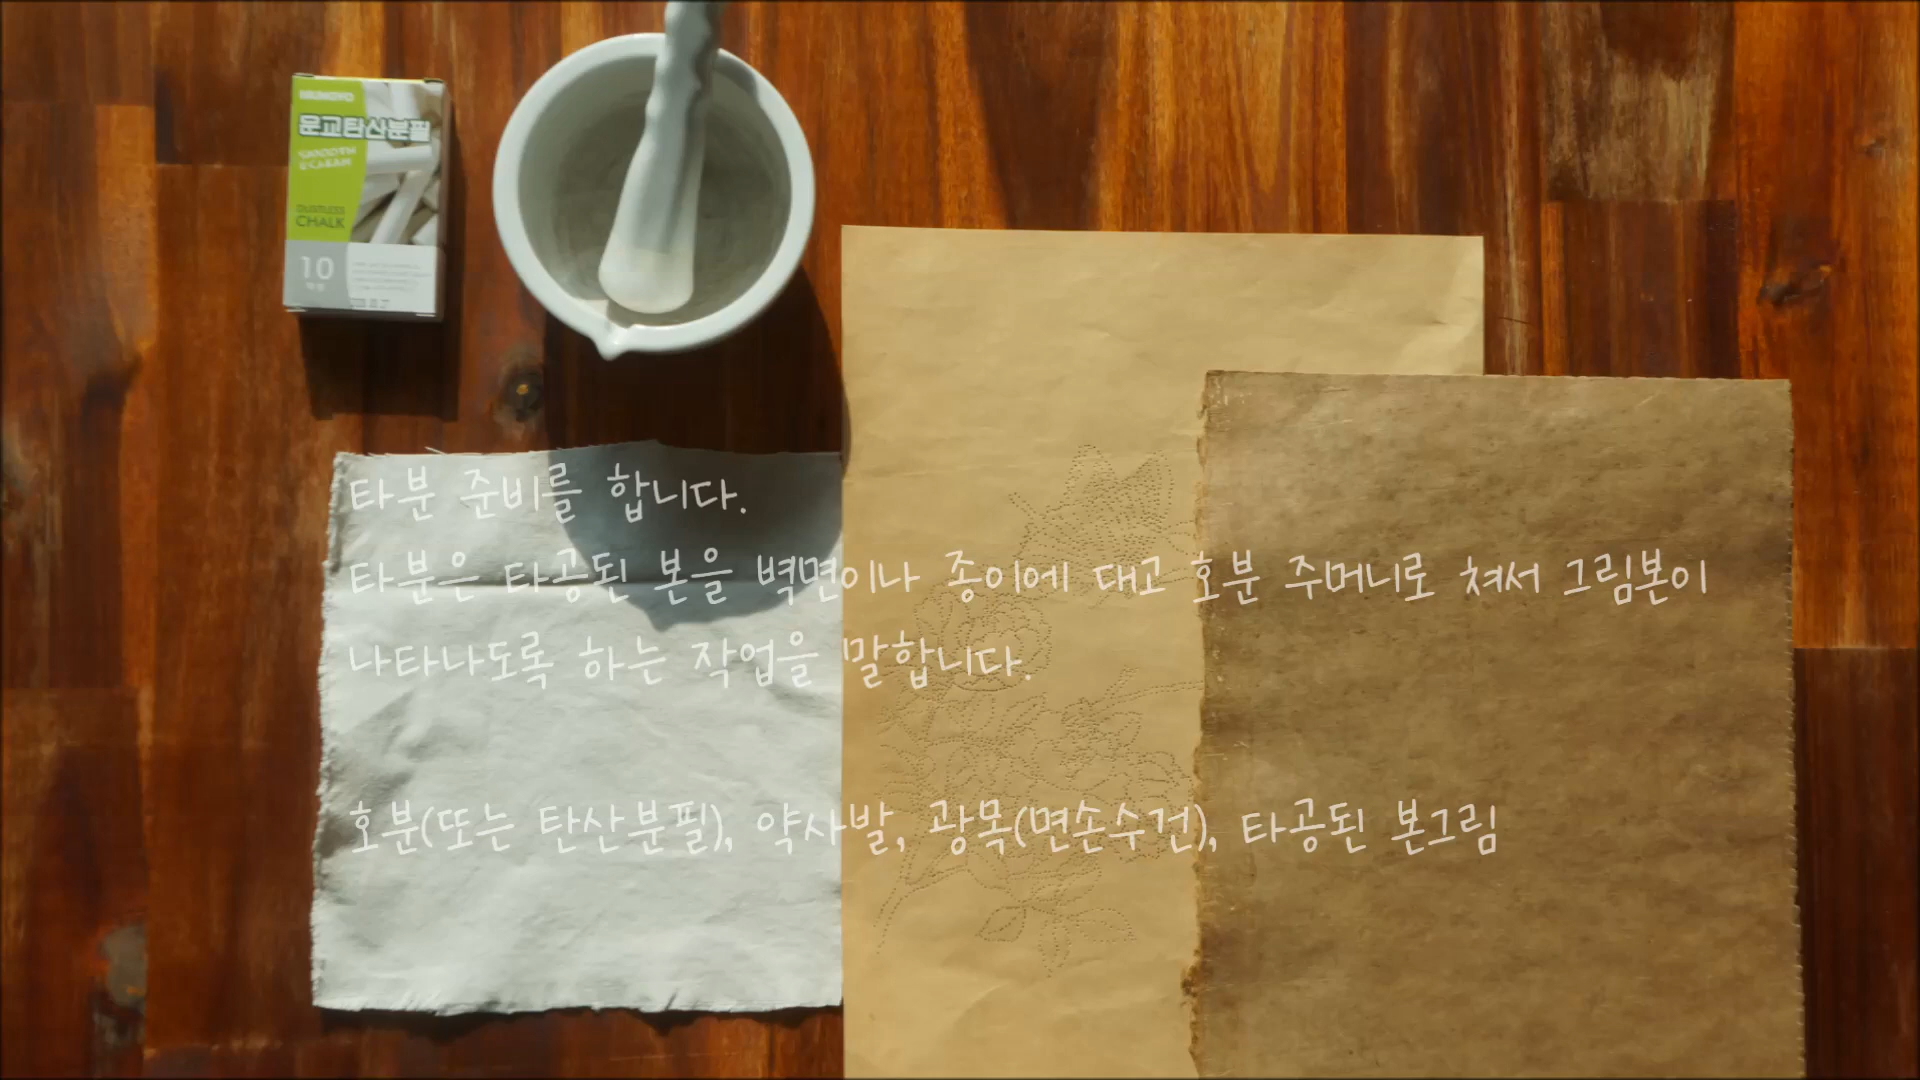 문교탄산분필
DUSTLESS
CHALK
10
타분 준비를 합니다.
타분은 타공된 본을 벽면이나 종이에 대고 호분 주머니로 쳐서 그림본이
나타나도록 하는 작업을 말합니다.
호분(또는 탄산분필), 약사발, 광목(면손수건), 타공된 본그림